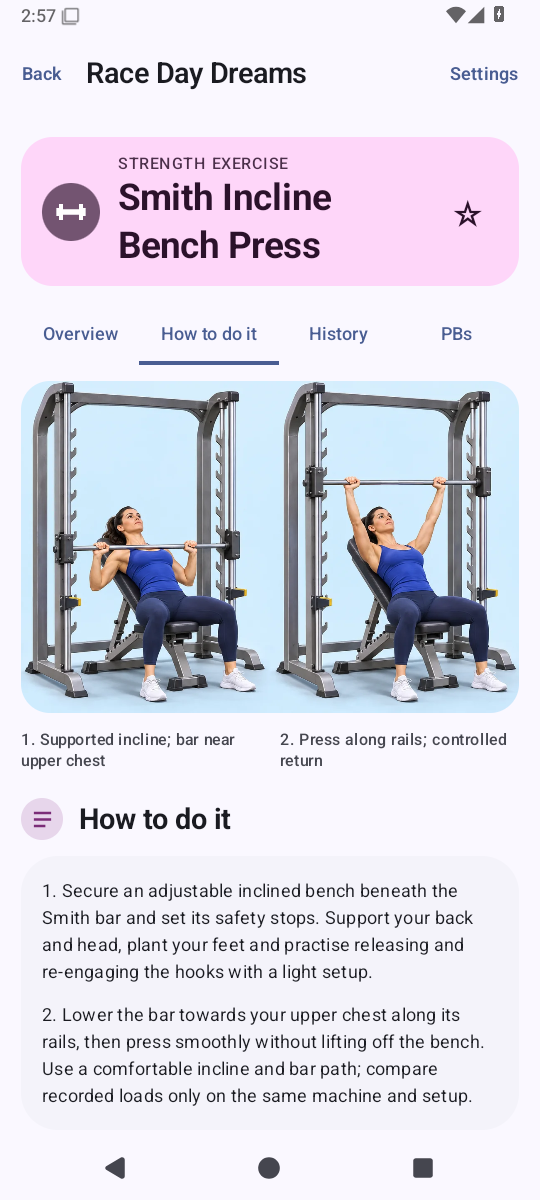 2:57
Back
Race Day Dreams
Settings
STRENGTH EXERCISE
Smith Incline
Bench Press
Overview
How to do it
History
PBs
1. Supported incline; bar near
upper chest
2. Press along rails; controlled
return
How to do it
1. Secure an adjustable inclined bench beneath the
Smith bar and set its safety stops. Support your back
and head, plant your feet and practise releasing and
re-engaging the hooks with a light setup.
2. Lower the bar towards your upper chest along its
rails, then press smoothly without lifting off the bench.
Use a comfortable incline and bar path; compare
recorded loads only on the same machine and setup.